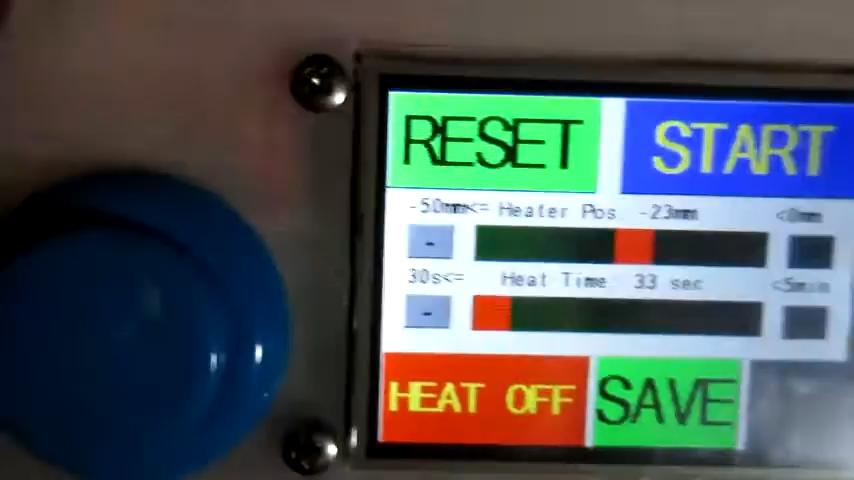 RESET START
-50mm<= Heater Pos. -23mm <0mm
-
30s<= Heat Time: 33 sec <5min
-
HEAT OFF SAVE